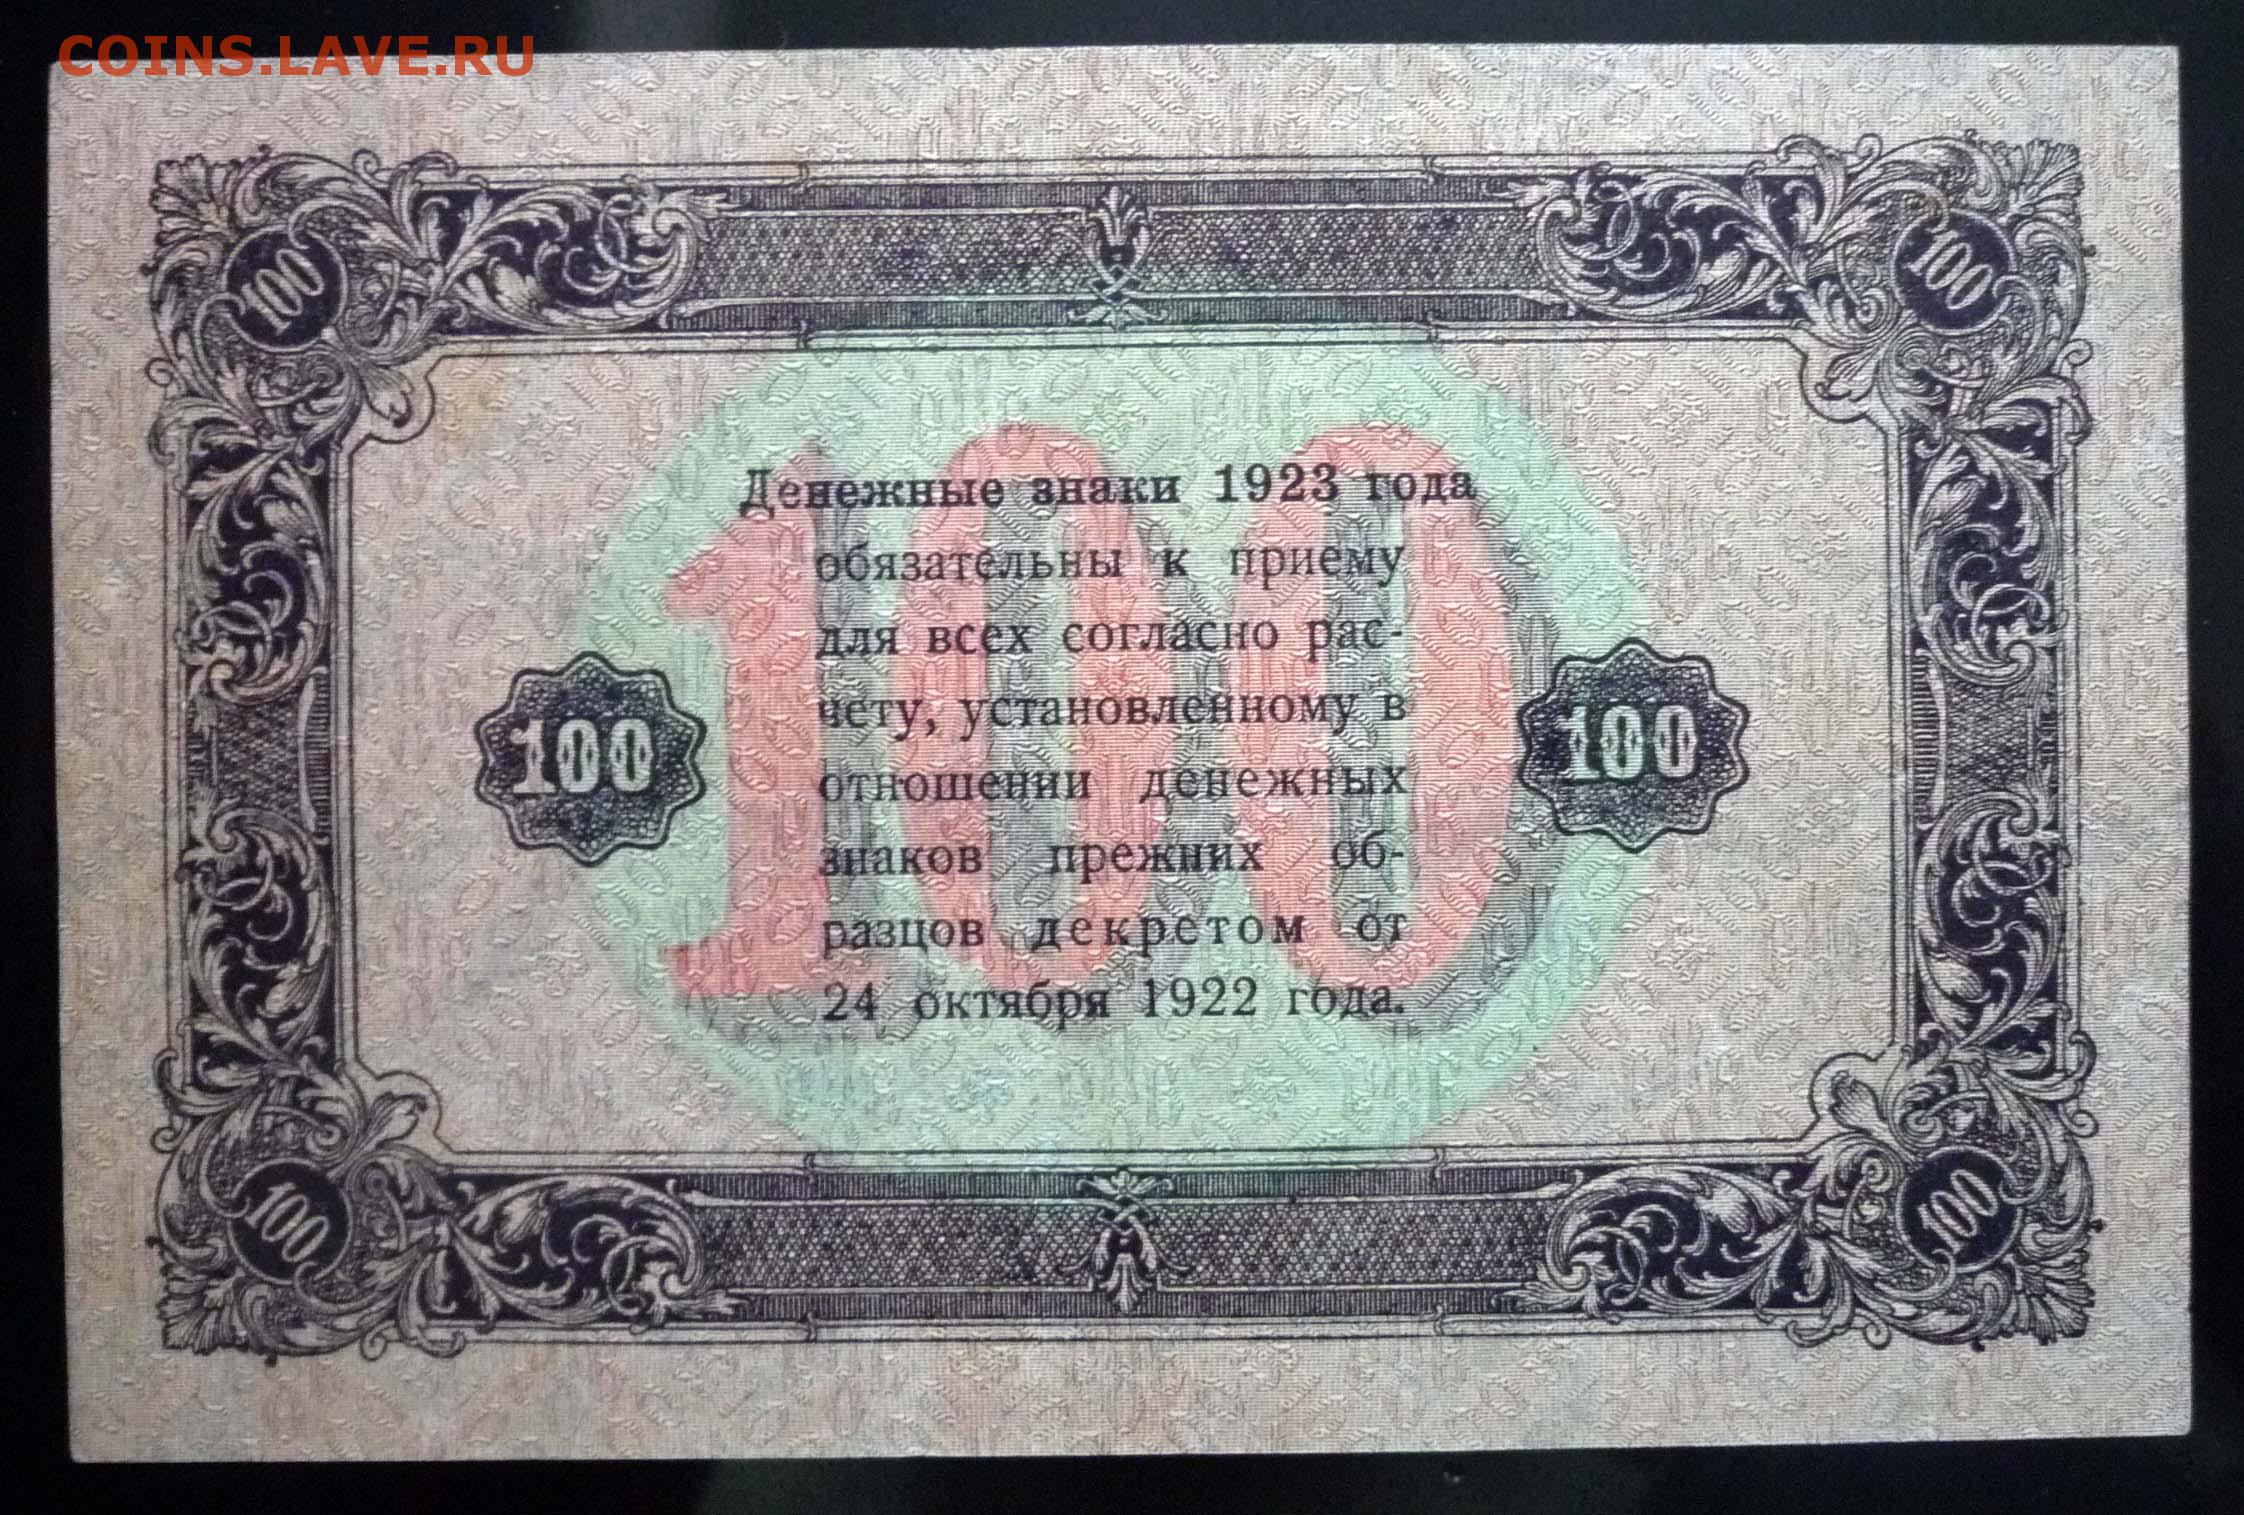 COINS.LAVE.RU
100 100
Денежные знаки 1923 года
обязательны к приему
для всех согласно рас-
чету, установленному в
отношении денежных
знаков прежних об-
разцов декретом от
24 октября 1922 года.
100
100 100
100 100